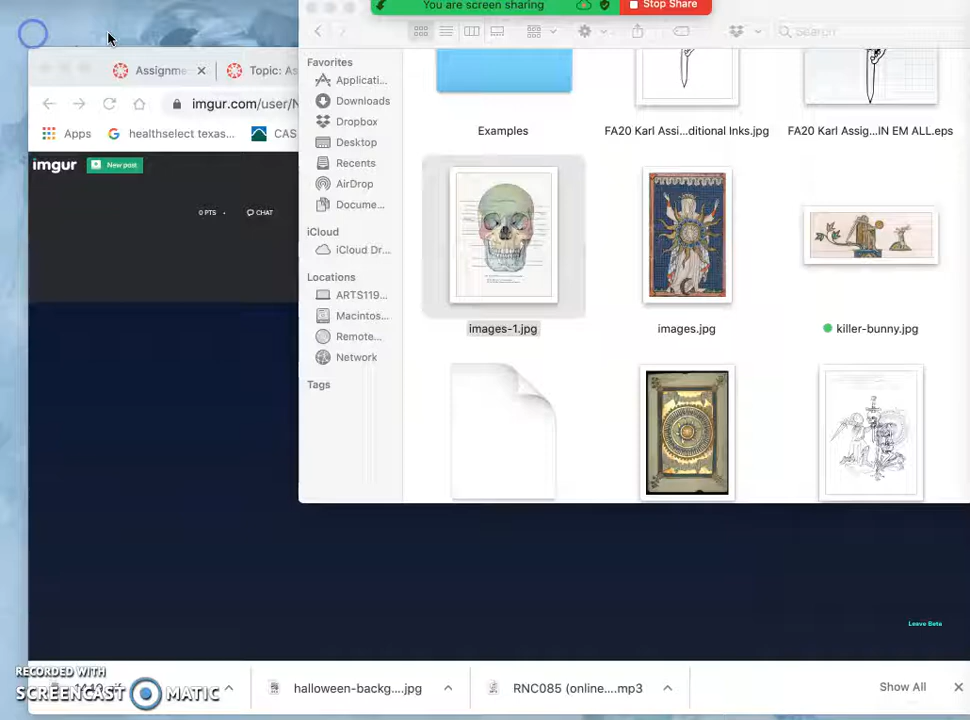 You are screen sharing
Stop Share
Search
Favorites
Applicati...
Downloads
Dropbox
Desktop
Recents
AirDrop
Docume...
iCloud
iCloud Dr...
Locations
ARTS119...
Macintos...
Remote...
Network
Tags
Examples
FA20 Karl Assi...ditional Inks.jpg
FA20 Karl Assig...IN EM ALL.eps
images-1.jpg
images.jpg
killer-bunny.jpg
Assignme
Topic: As
imgur.com/user/N
Apps
healthselect texas...
CAS
imgur
New post
0 PTS
CHAT
Leave Beta
RECORDED WITH
SCREENCAST MATIC
halloween-backg....jpg
RNC085 (online....mp3
Show All